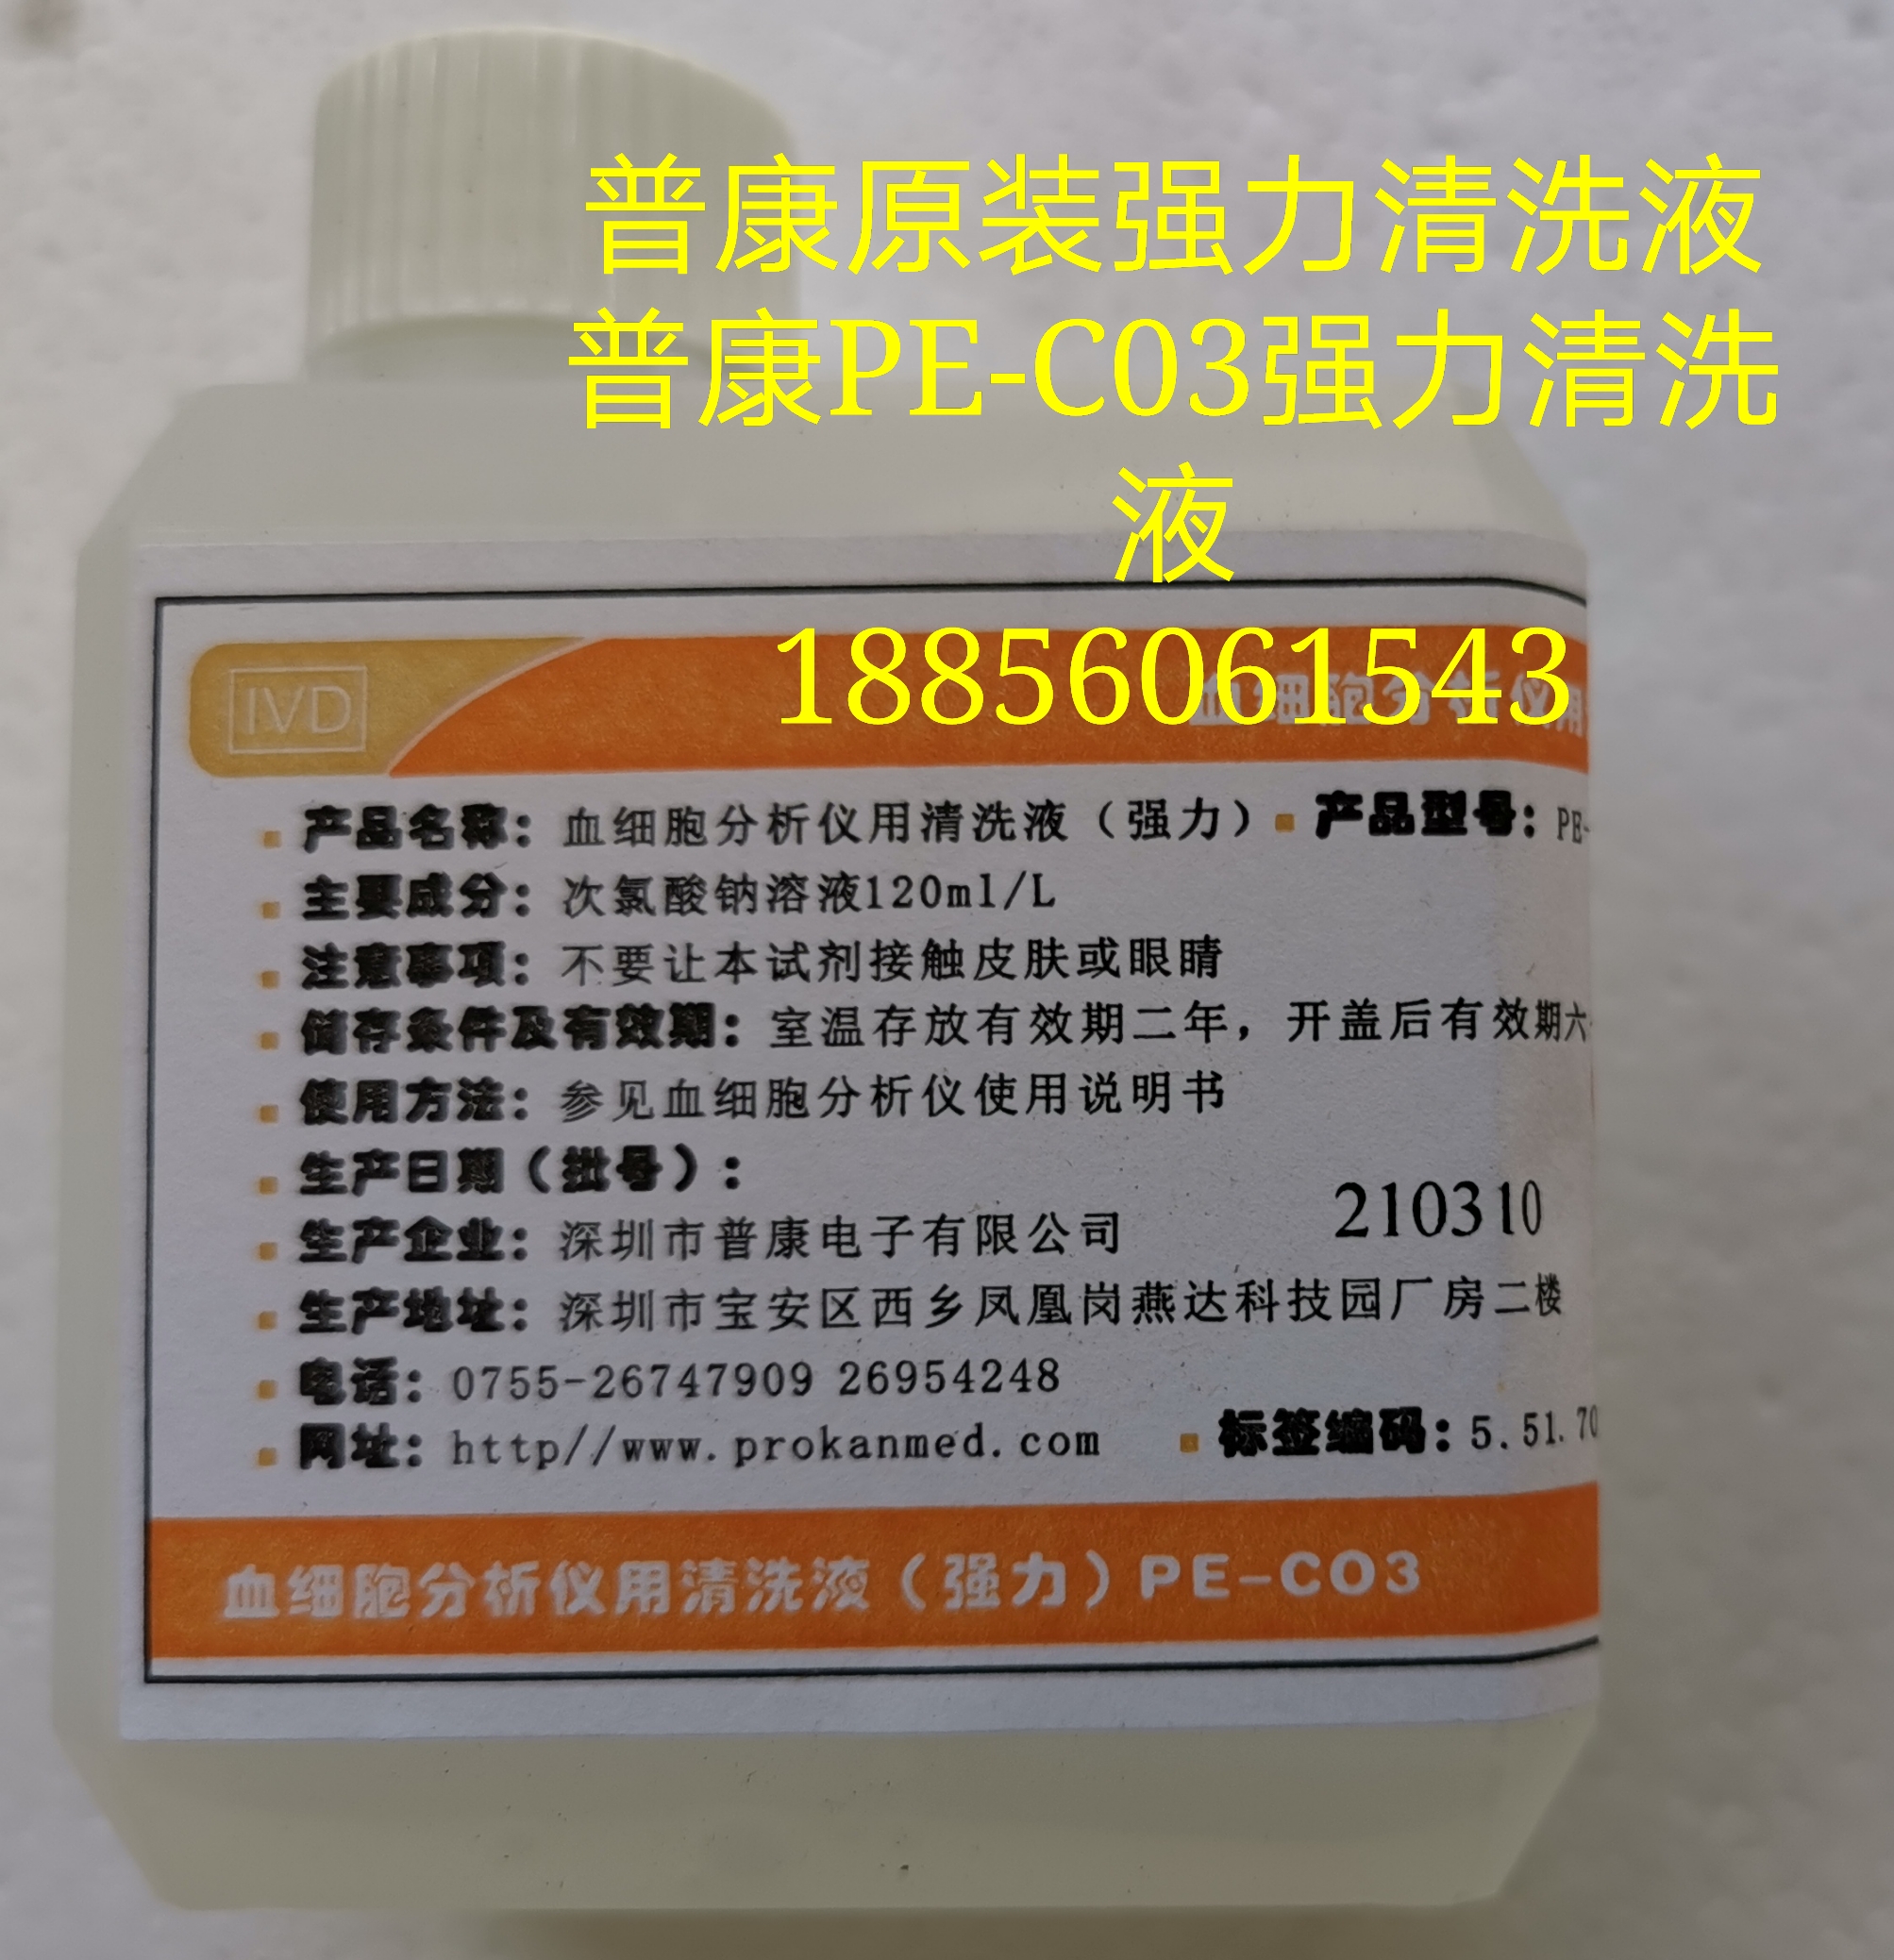 普康原装强力清洗液
普康PE-C03强力清洗
液
18856061543
IVD
血细胞分析仪用
产品名称：血细胞分析仪用清洗液（强力）
产品型号：PE-
主要成分：次氯酸钠溶液120ml/L
注意事项：不要让本试剂接触皮肤或眼睛
储存条件及有效期：室温存放有效期二年，开盖后有效期六
使用方法：参见血细胞分析仪使用说明书
生产日期（批号）：
210310
生产企业：深圳市普康电子有限公司
生产地址：深圳市宝安区西乡凤凰岗燕达科技园厂房二楼
电话：0755-26747909 26954248
网址：http//www.prokanmed.com
标签编码：5.51.70
血细胞分析仪用清洗液（强力）PE-CO3